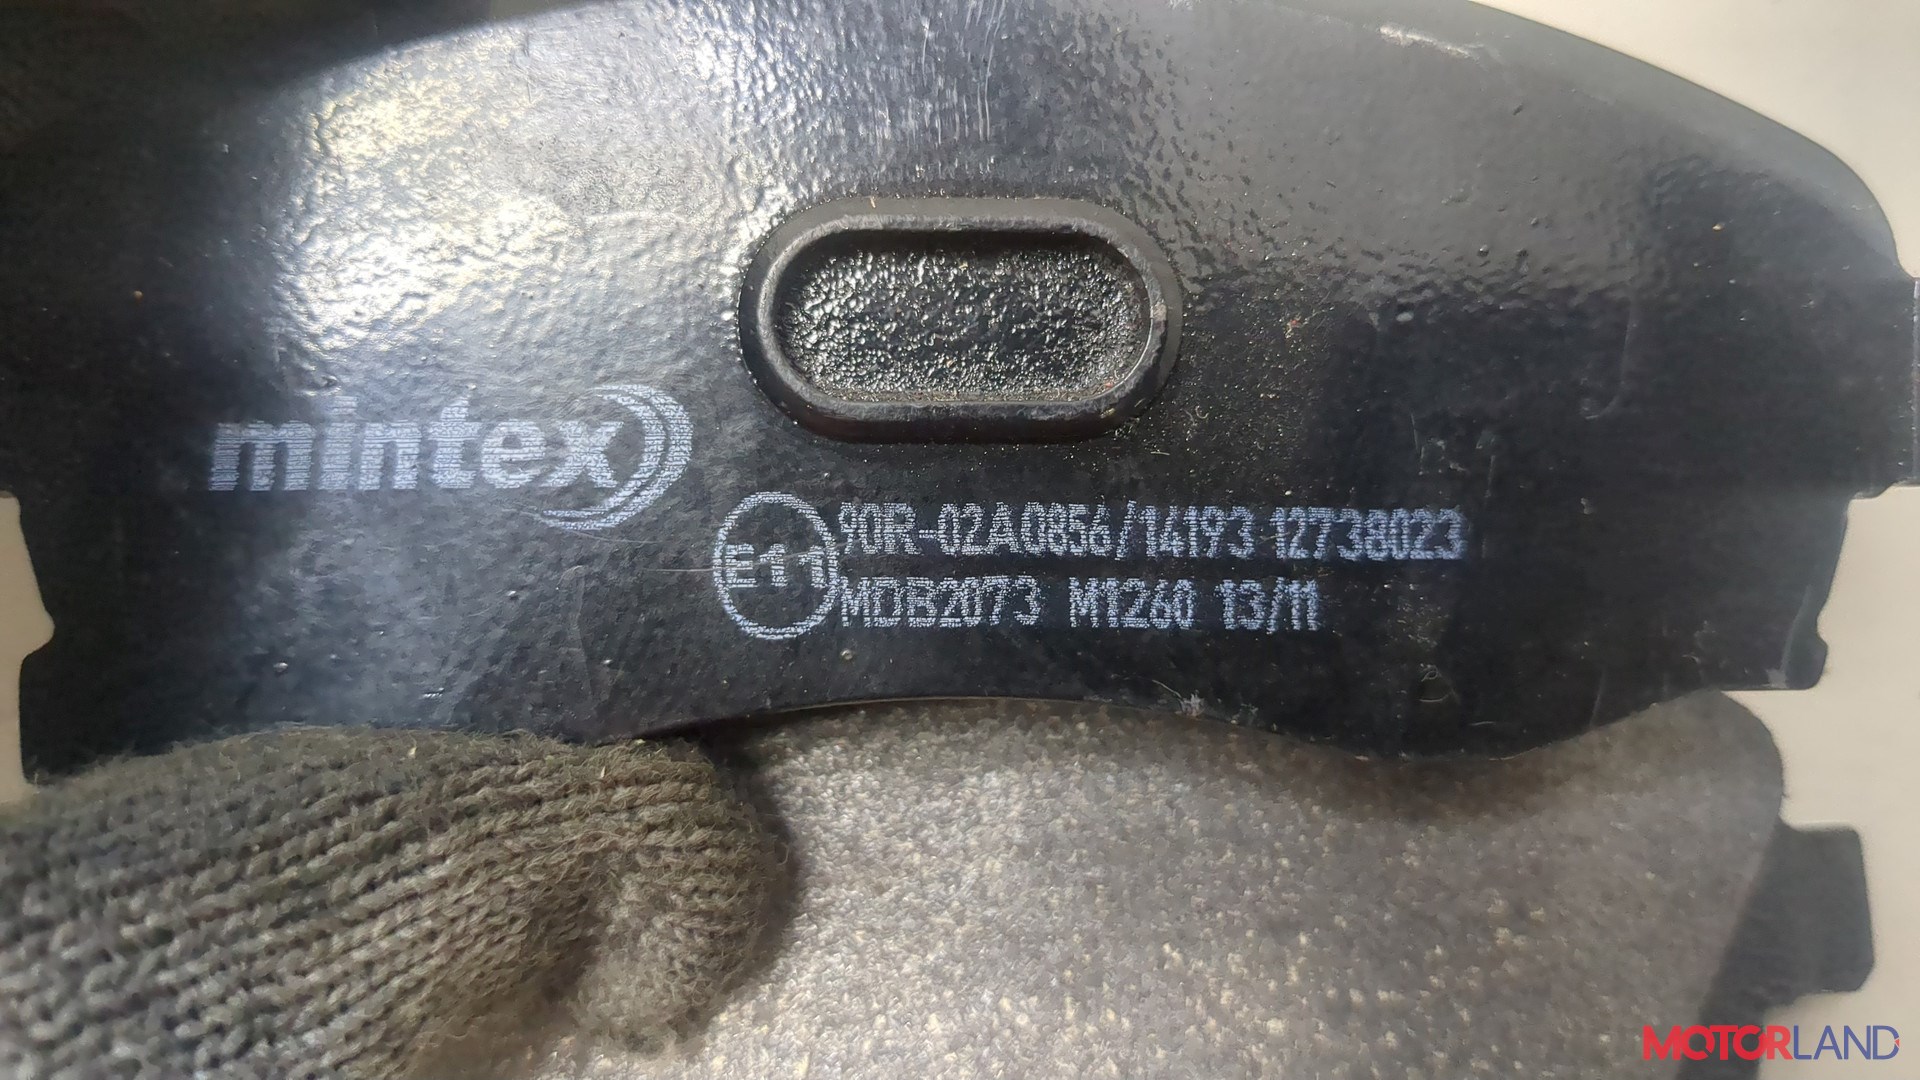 mintex
E11
90R-02A0856/14193 12738023
MDB2073 M1260 13/11
MOTORLAND